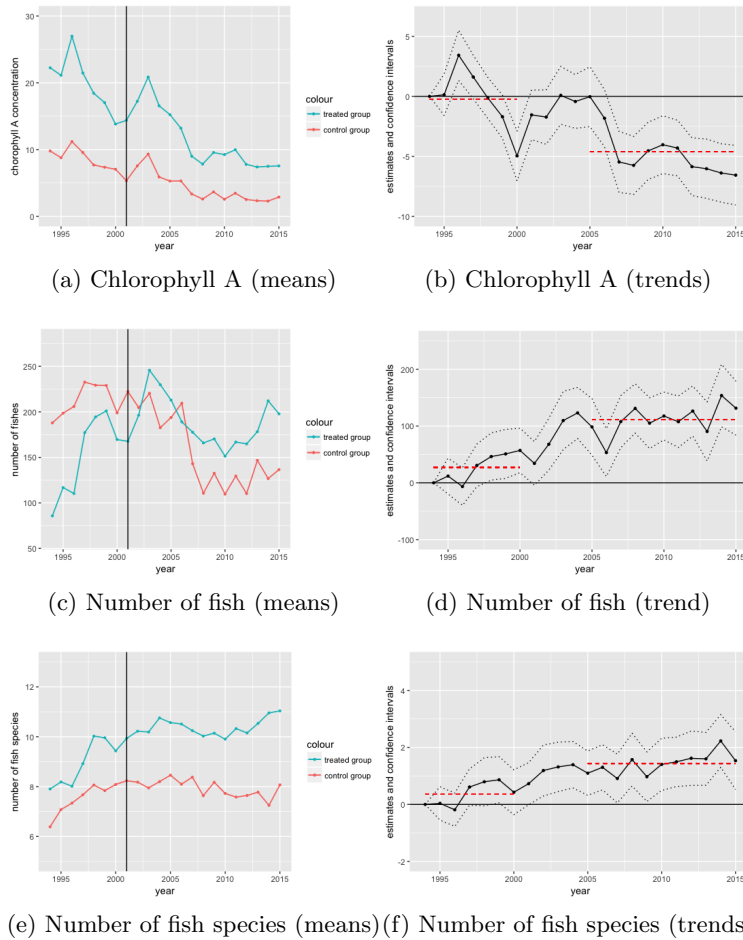 chorophyll A concentration
30
20
10
0
1995
2000
2005
2010
2015
year
colour
treated group
control group
estimates and confidence intervals
5
0
-5
-10
1995
2000
2005
2010
2015
year
(a) Chlorophyll A (means)
(b) Chlorophyll A (trends)
number of fishes
250
200
150
100
50
1995
2000
2005
2010
2015
year
colour
treated group
control group
estimates and confidence intervals
200
100
0
-100
1995
2000
2005
2010
2015
year
(c) Number of fish (means)
(d) Number of fish (trend)
number of fish species
12
10
8
6
1995
2000
2005
2010
2015
year
colour
treated group
control group
estimates and confidence intervals
4
2
0
-2
1995
2000
2005
2010
2015
year
(e) Number of fish species (means)
(f) Number of fish species (trends